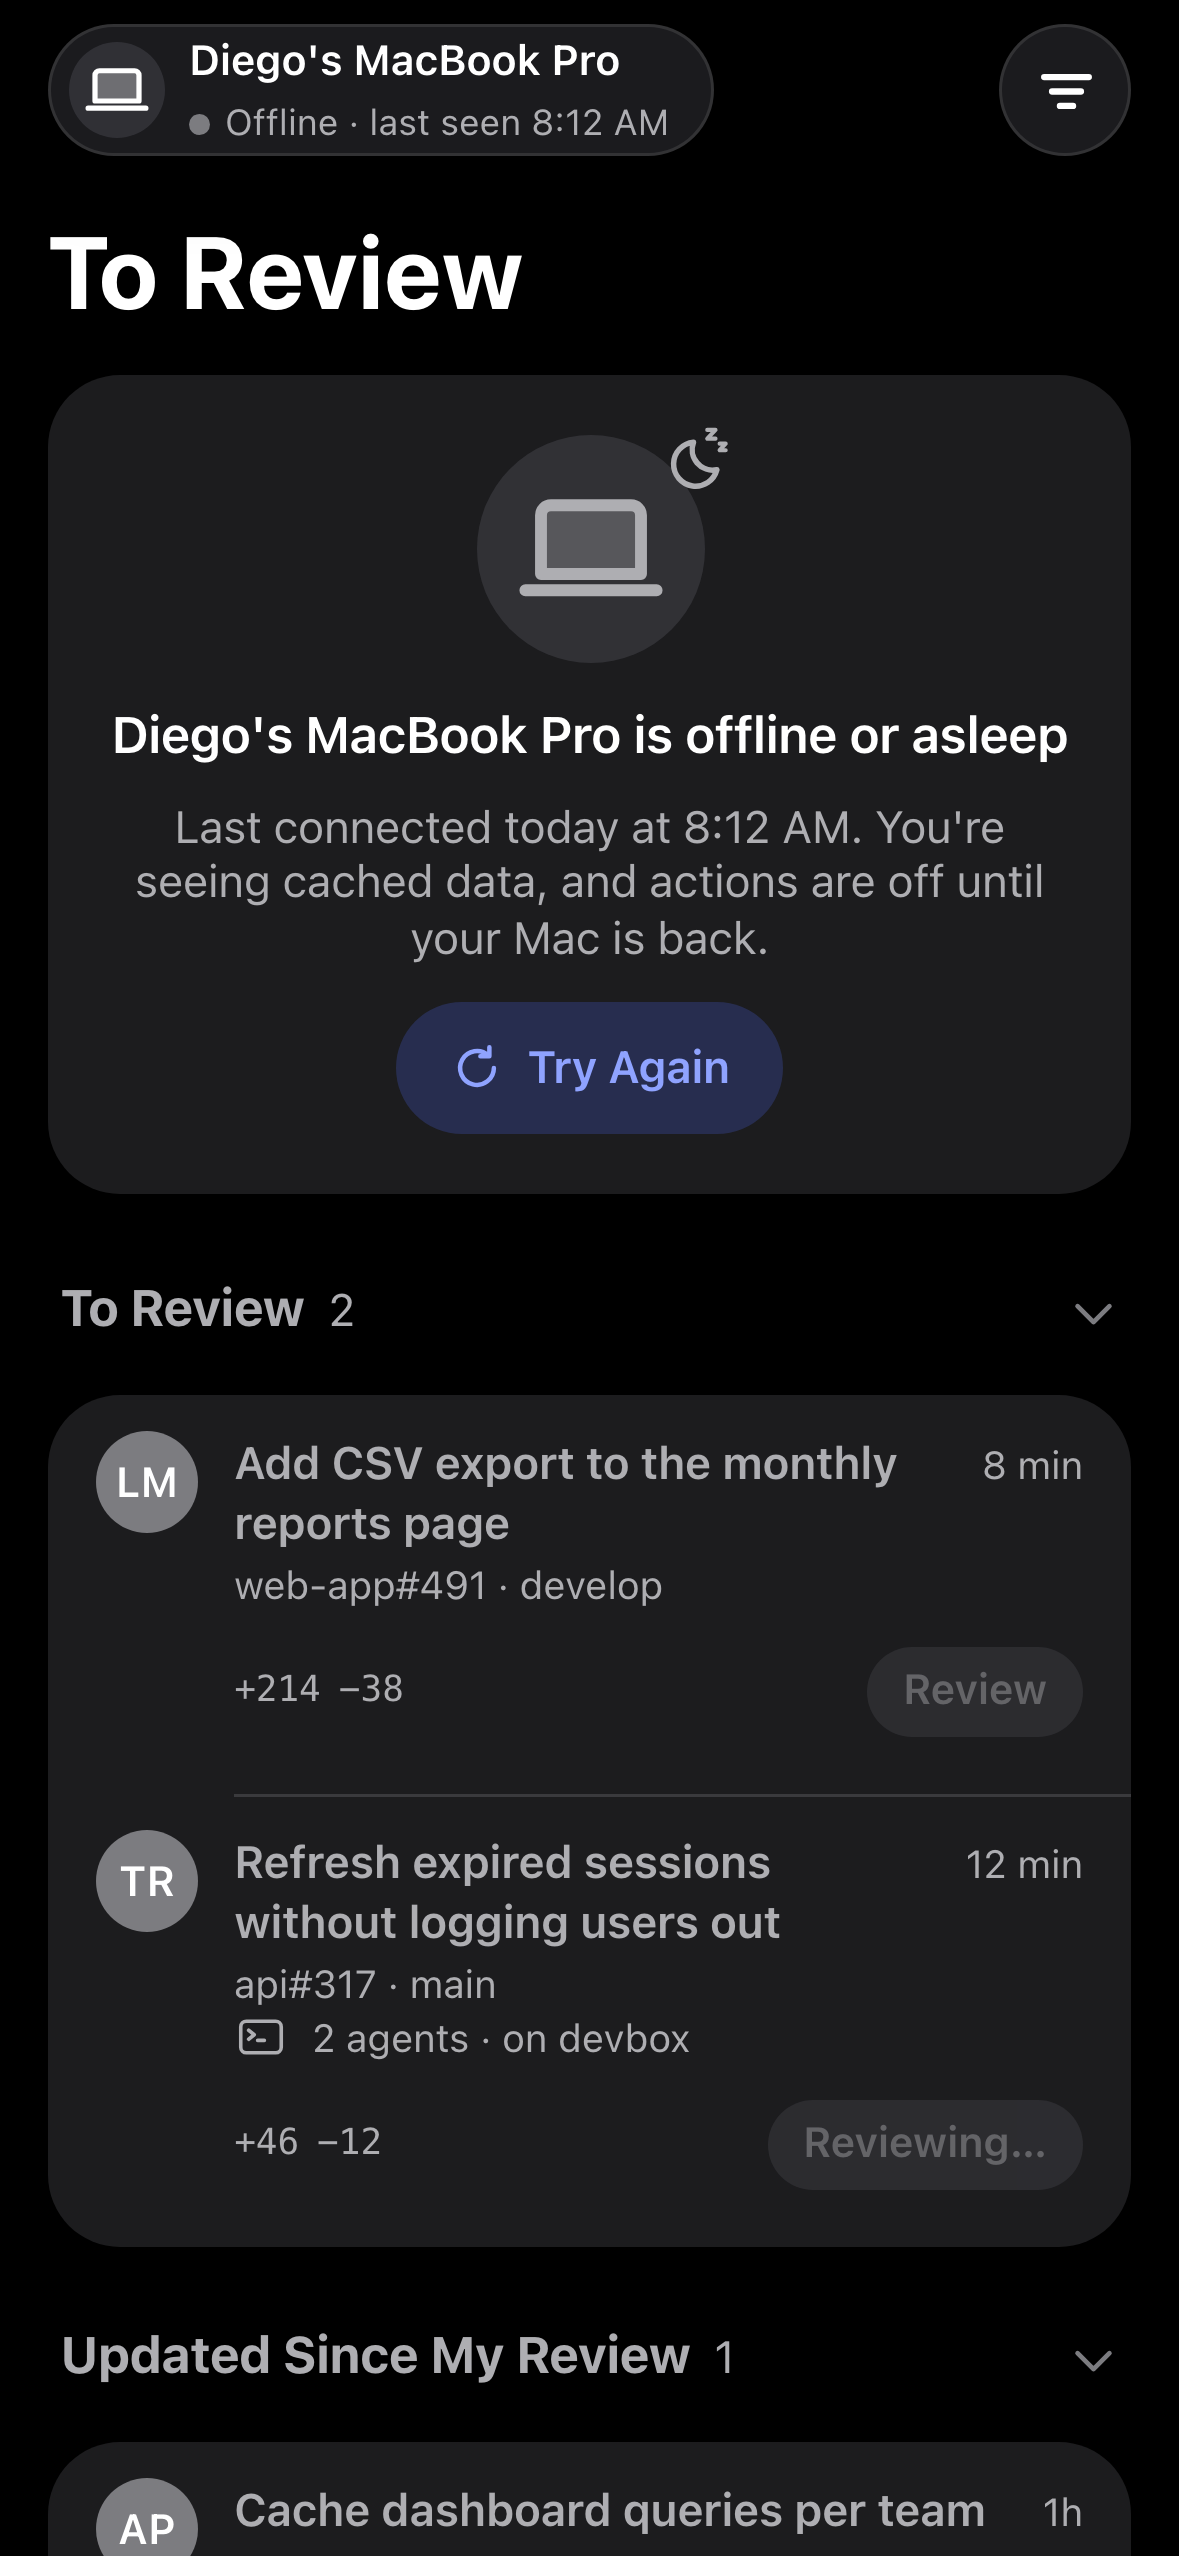 Diego's MacBook Pro
Offline · last seen 8:12 AM
To Review
Diego's MacBook Pro is offline or asleep
Last connected today at 8:12 AM. You're
seeing cached data, and actions are off until
your Mac is back.
Try Again
To Review 2
LM
Add CSV export to the monthly
8 min
reports page
web-app#491 · develop
+214 −38
Review
TR
Refresh expired sessions
12 min
without logging users out
api#317 · main
2 agents · on devbox
+46 −12
Reviewing...
Updated Since My Review 1
AP
Cache dashboard queries per team
1h